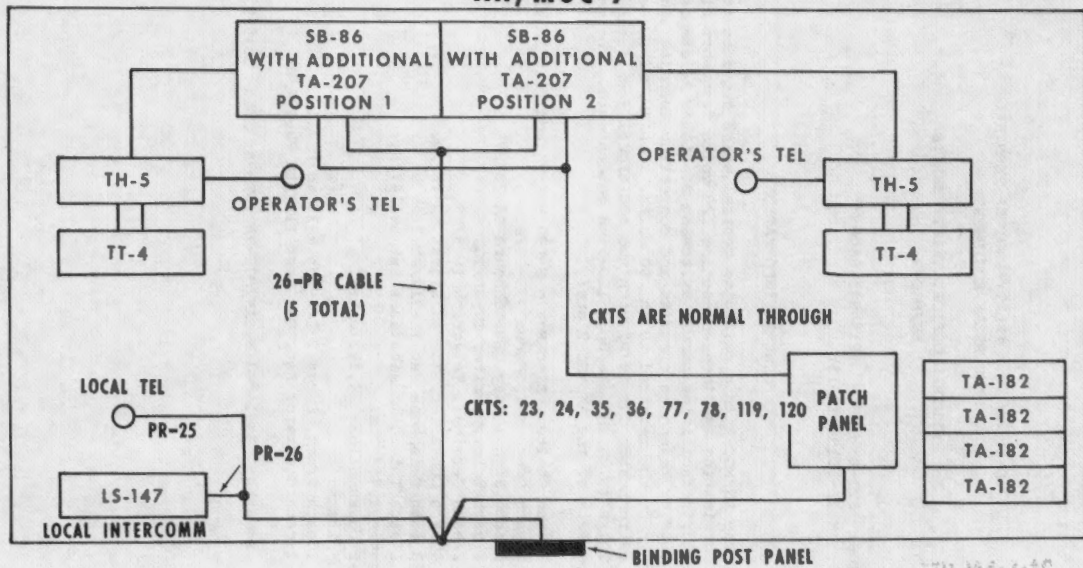 SB-86
WITH ADDITIONAL
TA-207
POSITION 1
SB-86
WITH ADDITIONAL
TA-207
POSITION 2
TH-5
OPERATOR'S TEL
TT-4
OPERATOR'S TEL
TH-5
TT-4
26-PR CABLE
(5 TOTAL)
CKTS ARE NORMAL THROUGH
LOCAL TEL
PR-25
PR-26
LS-147
LOCAL INTERCOMM
CKTS: 23, 24, 35, 36, 77, 78, 119, 120
PATCH
PANEL
TA-182
TA-182
TA-182
TA-182
BINDING POST PANEL